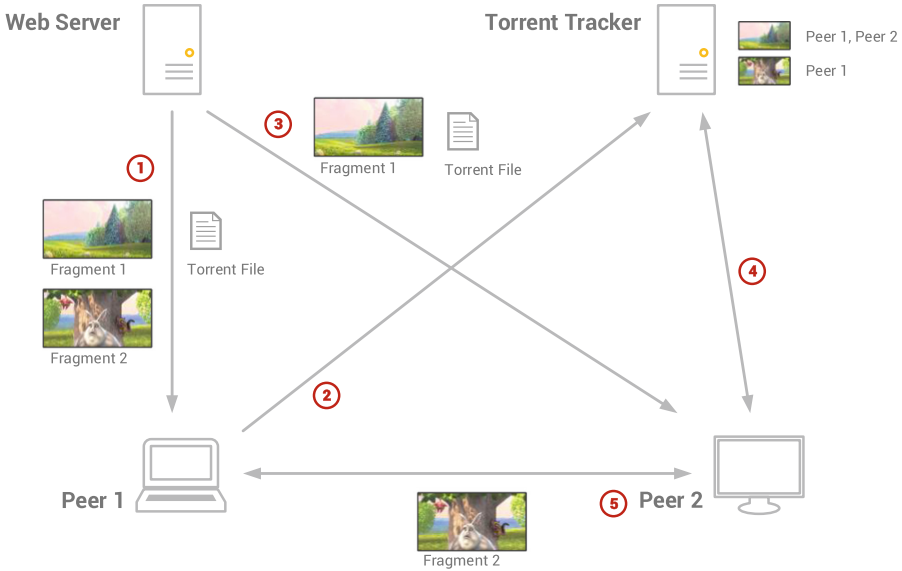 Web Server
Torrent Tracker
Peer 1, Peer 2
Peer 1
3
Fragment 1
Torrent File
1
Fragment 1
Torrent File
Fragment 2
4
2
Peer 1
5
Peer 2
Fragment 2